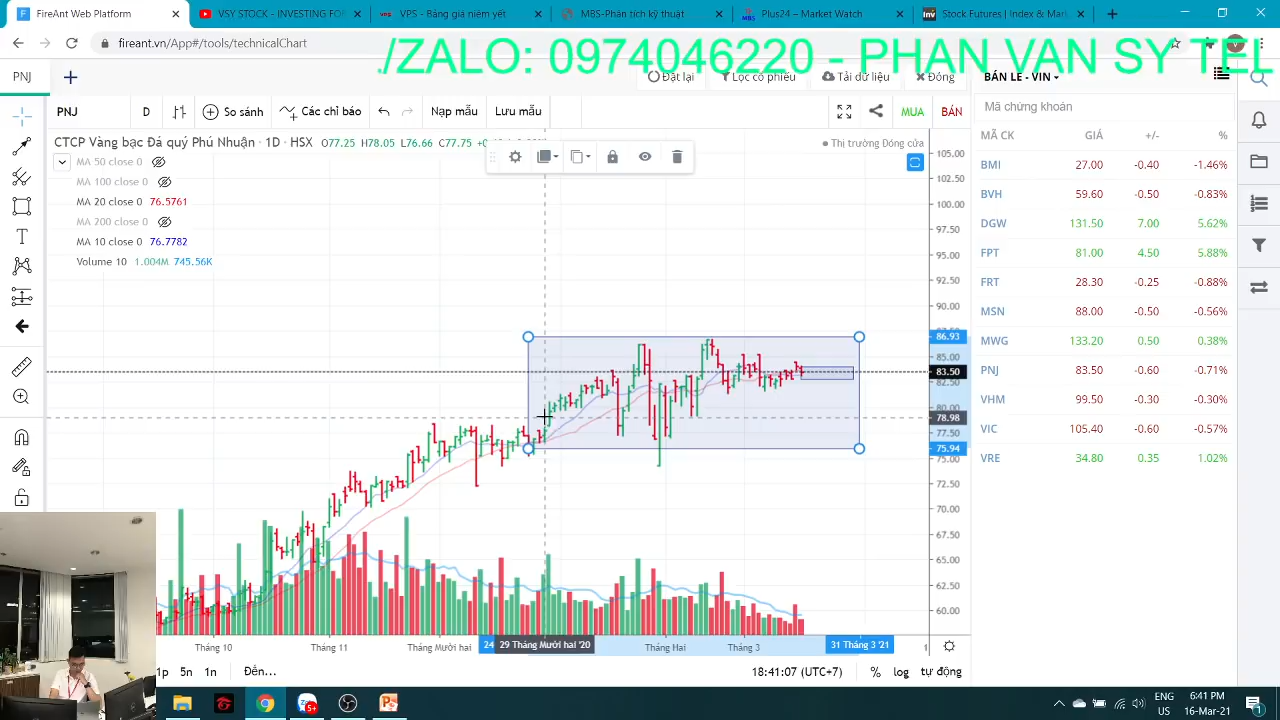 FireAnt Web Platform
VSY STOCK - INVESTING FOR
VPS - Bảng giá niêm yết
MBS-Phân tích kỹ thuật
Plus24 – Market Watch
Stock Futures | Index & Mar
fireant.vn/App#/tools/technicalChart
./ZALO: 0974046220 - PHAN VAN SY TEL
PNJ
Đặt lại
Lọc cổ phiếu
Tải dữ liệu
Đóng
BÁN LẺ - VIN
PNJ
D
So sánh
Các chỉ báo
Nạp mẫu
Lưu mẫu
MUA
BÁN
Mã chứng khoán
CTCP Vàng bạc Đá quý Phú Nhuận · 1D · HSX O77.25 H78.05 L76.66 C77.75
Thị trường Đóng cửa
MA 50 close 0
MA 100 close 0
MA 20 close 0 76.5761
MA 200 close 0
MA 10 close 0 76.7782
Volume 10 1.004M 745.56K
105.00
102.50
100.00
97.50
95.00
92.50
90.00
86.93
85.00
83.50
82.50
80.00
78.98
77.50
75.94
75.00
72.50
70.00
67.50
65.00
62.50
60.00
MÃ CK GIÁ +/- %
BMI 27.00 -0.40 -1.46%
BVH 59.60 -0.50 -0.83%
DGW 131.50 7.00 5.62%
FPT 81.00 4.50 5.88%
FRT 28.30 -0.25 -0.88%
MSN 88.00 -0.50 -0.56%
MWG 133.20 0.50 0.38%
PNJ 83.50 -0.60 -0.71%
VHM 99.50 -0.30 -0.30%
VIC 105.40 -0.60 -0.57%
VRE 34.80 0.35 1.02%
Tháng 10
Tháng 11
Tháng Mười hai
24
29 Tháng Mười hai '20
Tháng Hai
Tháng 3
31 Tháng 3 '21
1p 5n 1n Đến...
18:41:07 (UTC+7)
% log tự động
ENG
US
6:41 PM
16-Mar-21